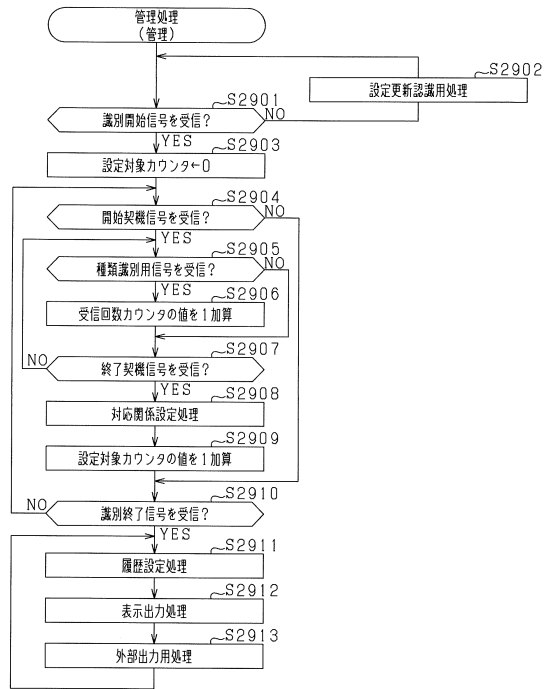 管理処理
(管理)
S2902
設定更新認識用処理
S2901
識別開始信号を受信?
NO
YES
S2903
設定対象カウンタ←0
S2904
開始契機信号を受信?
NO
YES
S2905
種類識別用信号を受信?
NO
YES
S2906
受信回数カウンタの値を1加算
S2907
終了契機信号を受信?
NO
YES
S2908
対応関係設定処理
S2909
設定対象カウンタの値を1加算
S2910
識別終了信号を受信?
NO
YES
S2911
履歴設定処理
S2912
表示出力処理
S2913
外部出力用処理